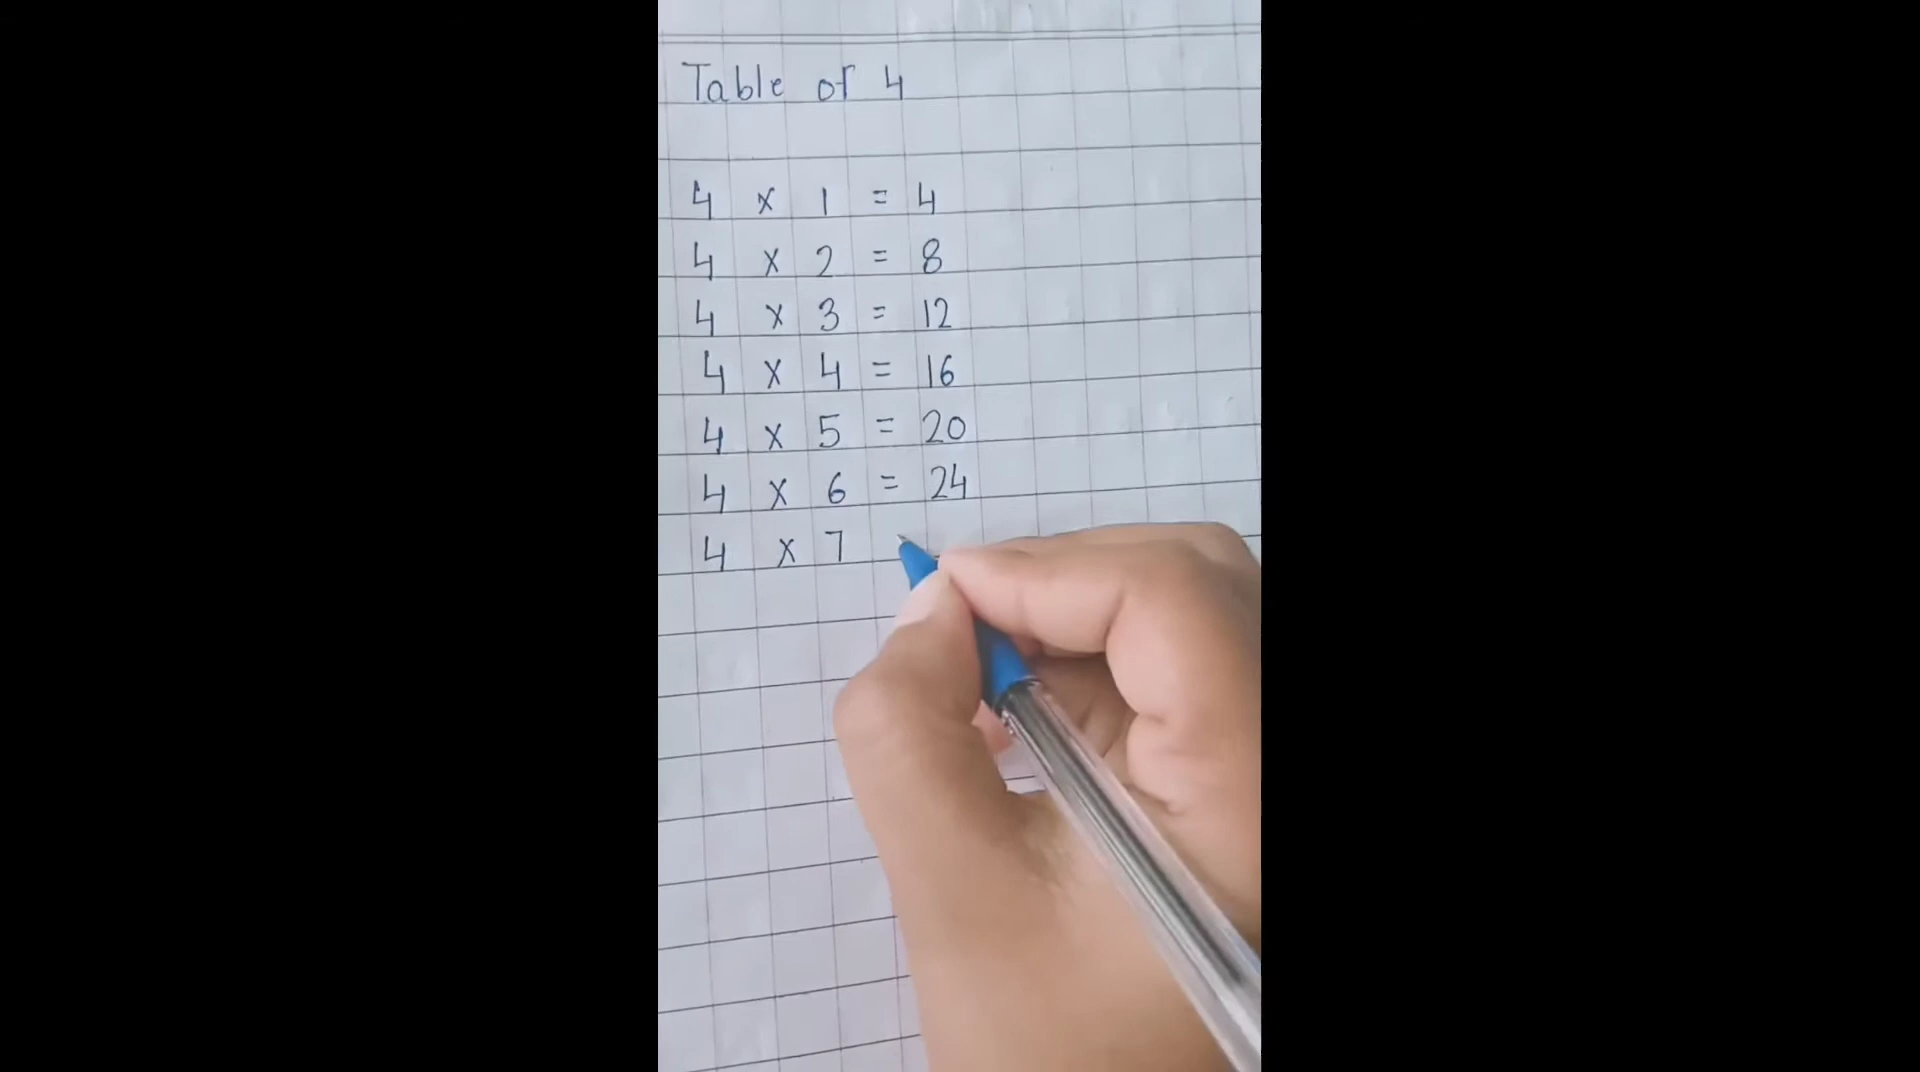 Table of 4
4 x 1 = 4
4 x 2 = 8
4 x 3 = 12
4 x 4 = 16
4 x 5 = 20
4 x 6 = 24
4 x 7